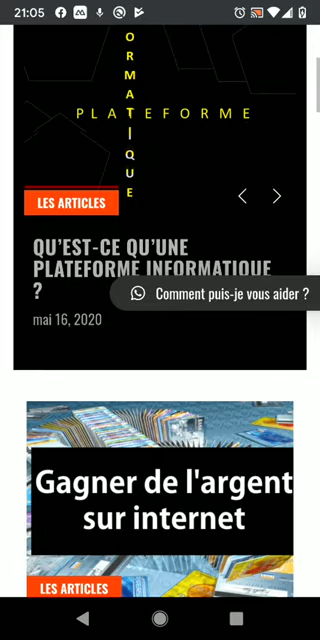 21:05
O
R
M
A
PLATEFORME
I
Q
U
E
LES ARTICLES
QU'EST-CE QU'UNE
PLATEFORME INFORMATIQUE
?
Comment puis-je vous aider ?
mai 16, 2020
Gagner de l'argent
sur internet
LES ARTICLES